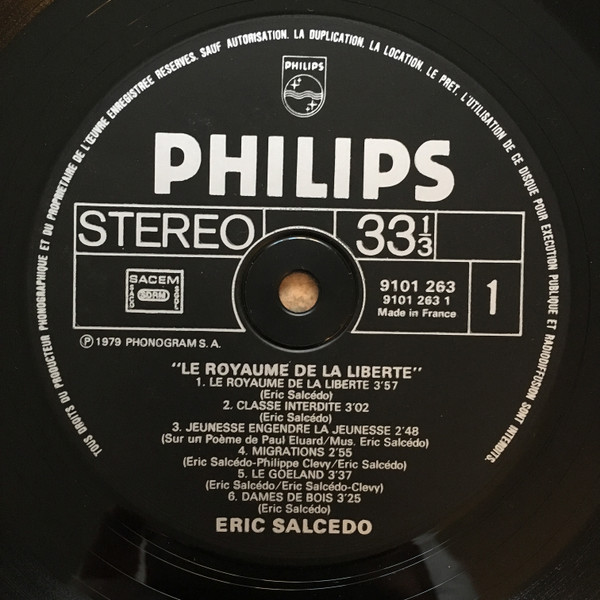 TOUS DROITS DU PRODUCTEUR PHONOGRAPHIQUE ET DU PROPRIETAIRE DE L'ŒUVRE ENREGISTREE RESERVES. SAUF AUTORISATION. LA DUPLICATION. LA LOCATION. LE PRET. L'UTILISATION DE CE DISQUE POUR EXECUTION PUBLIQUE ET RADIODIFFUSION SONT INTERDITS.
PHILIPS
PHILIPS
STEREO
33⅓
SACEM
SACD SDRM SGDL
9101 263
9101 263 1
Made in France
1
Ⓟ 1979 PHONOGRAM S.A.
"LE ROYAUME DE LA LIBERTE"
1. LE ROYAUME DE LA LIBERTE 3'57
(Eric Salcédo)
2. CLASSE INTERDITE 3'02
(Eric Salcédo)
3. JEUNESSE ENGENDRE LA JEUNESSE 2'48
(Sur un Poème de Paul Eluard/Mus. Eric Salcédo)
4. MIGRATIONS 2'55
(Eric Salcédo-Philippe Clevy/Eric Salcédo)
5. LE GOELAND 3'37
(Eric Salcédo/Eric Salcédo-Clevy)
6. DAMES DE BOIS 3'25
(Eric Salcédo)
ERIC SALCEDO